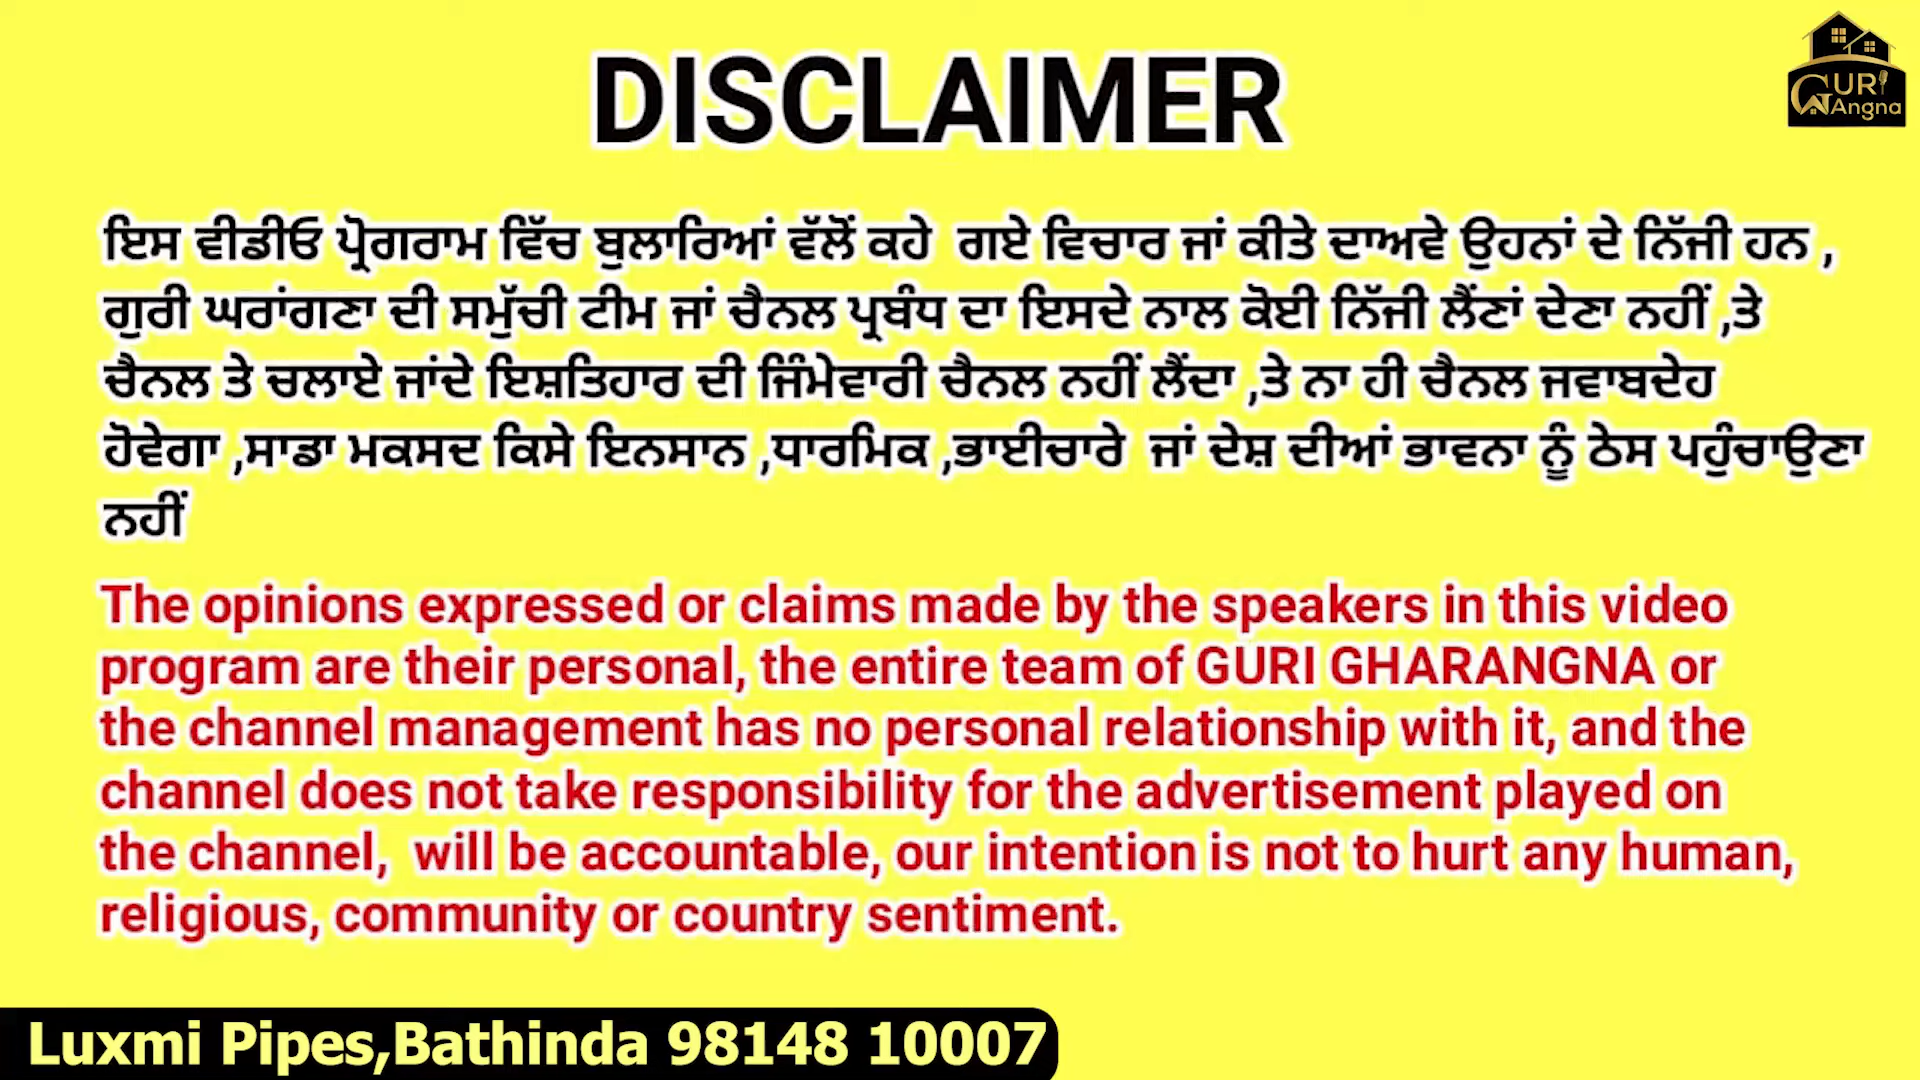 DISCLAIMER
GURI
Angna
ਇਸ ਵੀਡੀਓ ਪ੍ਰੋਗਰਾਮ ਵਿੱਚ ਬੁਲਾਰਿਆਂ ਵੱਲੋਂ ਕਹੇ ਗਏ ਵਿਚਾਰ ਜਾਂ ਕੀਤੇ ਦਾਅਵੇ ਉਹਨਾਂ ਦੇ ਨਿੱਜੀ ਹਨ ,
ਗੁਰੀ ਘਰਾਂਗਣਾ ਦੀ ਸਮੁੱਚੀ ਟੀਮ ਜਾਂ ਚੈਨਲ ਪ੍ਰਬੰਧ ਦਾ ਇਸਦੇ ਨਾਲ ਕੋਈ ਨਿੱਜੀ ਲੈਂਣਾਂ ਦੇਣਾ ਨਹੀਂ ,ਤੇ
ਚੈਨਲ ਤੇ ਚਲਾਏ ਜਾਂਦੇ ਇਸ਼ਤਿਹਾਰ ਦੀ ਜਿੰਮੇਵਾਰੀ ਚੈਨਲ ਨਹੀਂ ਲੈਂਦਾ ,ਤੇ ਨਾ ਹੀ ਚੈਨਲ ਜਵਾਬਦੇਹ
ਹੋਵੇਗਾ ,ਸਾਡਾ ਮਕਸਦ ਕਿਸੇ ਇਨਸਾਨ ,ਧਾਰਮਿਕ ,ਭਾਈਚਾਰੇ ਜਾਂ ਦੇਸ਼ ਦੀਆਂ ਭਾਵਨਾ ਨੂੰ ਠੇਸ ਪਹੁੰਚਾਉਣਾ
ਨਹੀਂ
The opinions expressed or claims made by the speakers in this video
program are their personal, the entire team of GURI GHARANGNA or
the channel management has no personal relationship with it, and the
channel does not take responsibility for the advertisement played on
the channel, will be accountable, our intention is not to hurt any human,
religious, community or country sentiment.
Luxmi Pipes,Bathinda 98148 10007